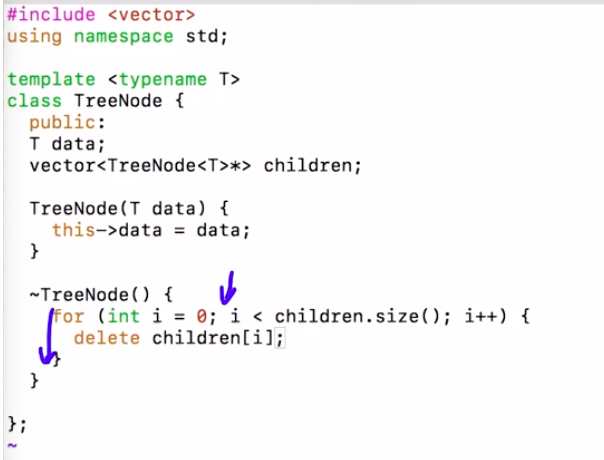 #include <vector>
using namespace std;
template <typename T>
class TreeNode {
public:
T data;
vector<TreeNode<T>*> children;
TreeNode(T data) {
this->data = data;
}
~TreeNode() {
for (int i = 0; i < children.size(); i++) {
delete children[i];
}
}
};
~